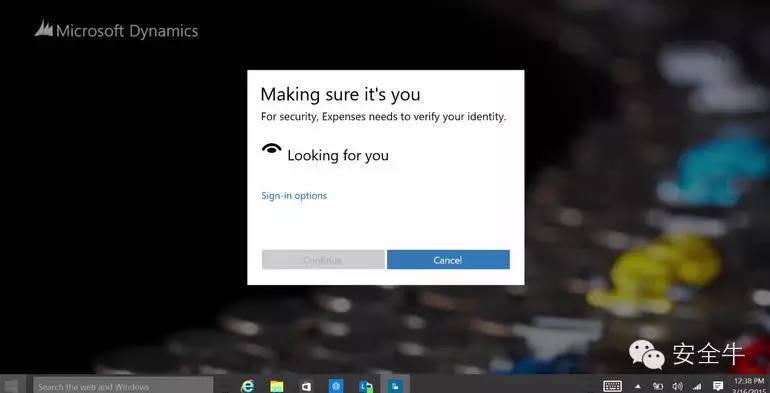 Microsoft Dynamics
Making sure it's you
For security, Expenses needs to verify your identity.
Looking for you
Sign-in options
Continue
Cancel
安全牛
Search the web and Windows
12:38 PM
3/16/2015